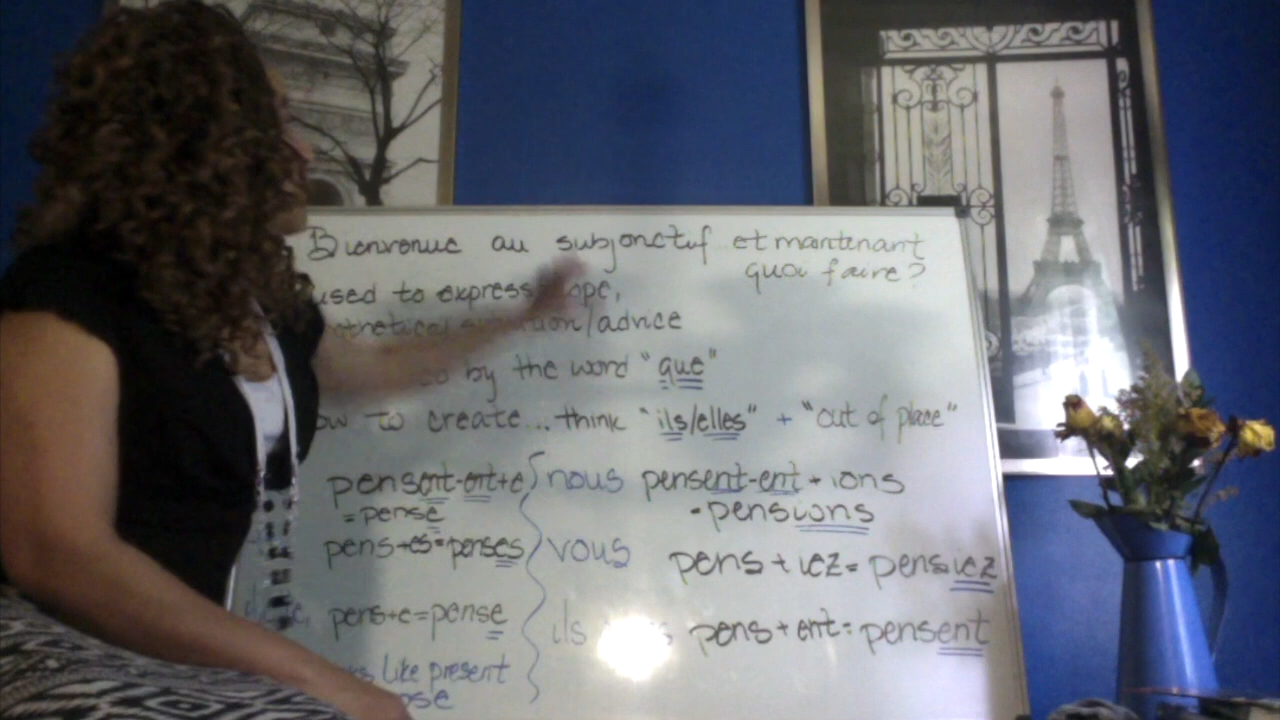 Bienvenue au subjonctif et maintenant
quoi faire?
used to express
situation/advice
by the word "que"
to create... think "ils/elles" + "out of place"
pensent-ent+e
=pense
pens+es=penses
pens+e=pense
like present
nous pensent-ent+ions
-pensions
vous pens+iez=pensiez
ils pens+ent=pensent